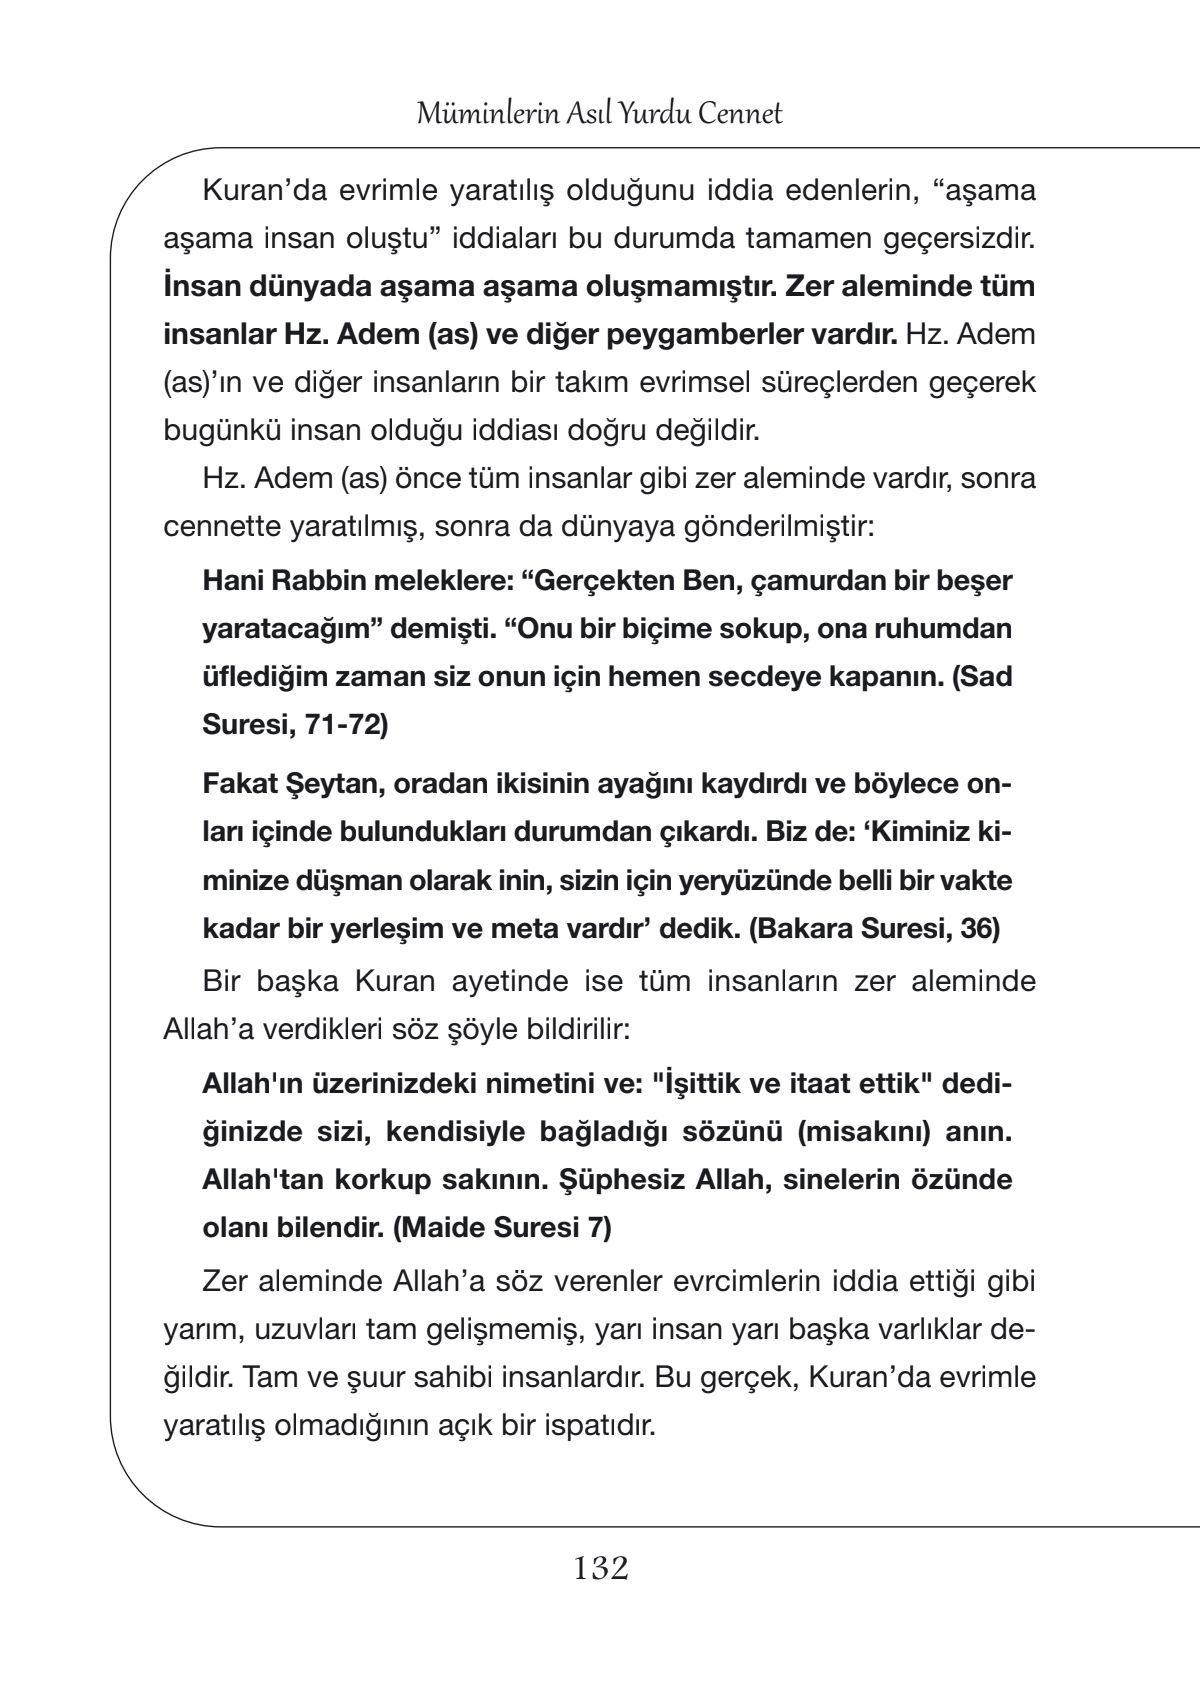 Müminlerin Asıl Yurdu Cennet
Kuran’da evrimle yaratılış olduğunu iddia edenlerin, “aşama
aşama insan oluştu” iddiaları bu durumda tamamen geçersizdir.
İnsan dünyada aşama aşama oluşmamıştır. Zer aleminde tüm
insanlar Hz. Adem (as) ve diğer peygamberler vardır. Hz. Adem
(as)’ın ve diğer insanların bir takım evrimsel süreçlerden geçerek
bugünkü insan olduğu iddiası doğru değildir.
Hz. Adem (as) önce tüm insanlar gibi zer aleminde vardır, sonra
cennette yaratılmış, sonra da dünyaya gönderilmiştir:
Hani Rabbin meleklere: “Gerçekten Ben, çamurdan bir beşer
yaratacağım” demişti. “Onu bir biçime sokup, ona ruhumdan
üflediğim zaman siz onun için hemen secdeye kapanın. (Sad
Suresi, 71-72)
Fakat Şeytan, oradan ikisinin ayağını kaydırdı ve böylece on-
ları içinde bulundukları durumdan çıkardı. Biz de: ‘Kiminiz ki-
minize düşman olarak inin, sizin için yeryüzünde belli bir vakte
kadar bir yerleşim ve meta vardır’ dedik. (Bakara Suresi, 36)
Bir başka Kuran ayetinde ise tüm insanların zer aleminde
Allah’a verdikleri söz şöyle bildirilir:
Allah'ın üzerinizdeki nimetini ve: "İşittik ve itaat ettik" dedi-
ğinizde sizi, kendisiyle bağladığı sözünü (misakını) anın.
Allah'tan korkup sakının. Şüphesiz Allah, sinelerin özünde
olanı bilendir. (Maide Suresi 7)
Zer aleminde Allah’a söz verenler evrcimlerin iddia ettiği gibi
yarım, uzuvları tam gelişmemiş, yarı insan yarı başka varlıklar de-
ğildir. Tam ve şuur sahibi insanlardır. Bu gerçek, Kuran’da evrimle
yaratılış olmadığının açık bir ispatıdır.
132